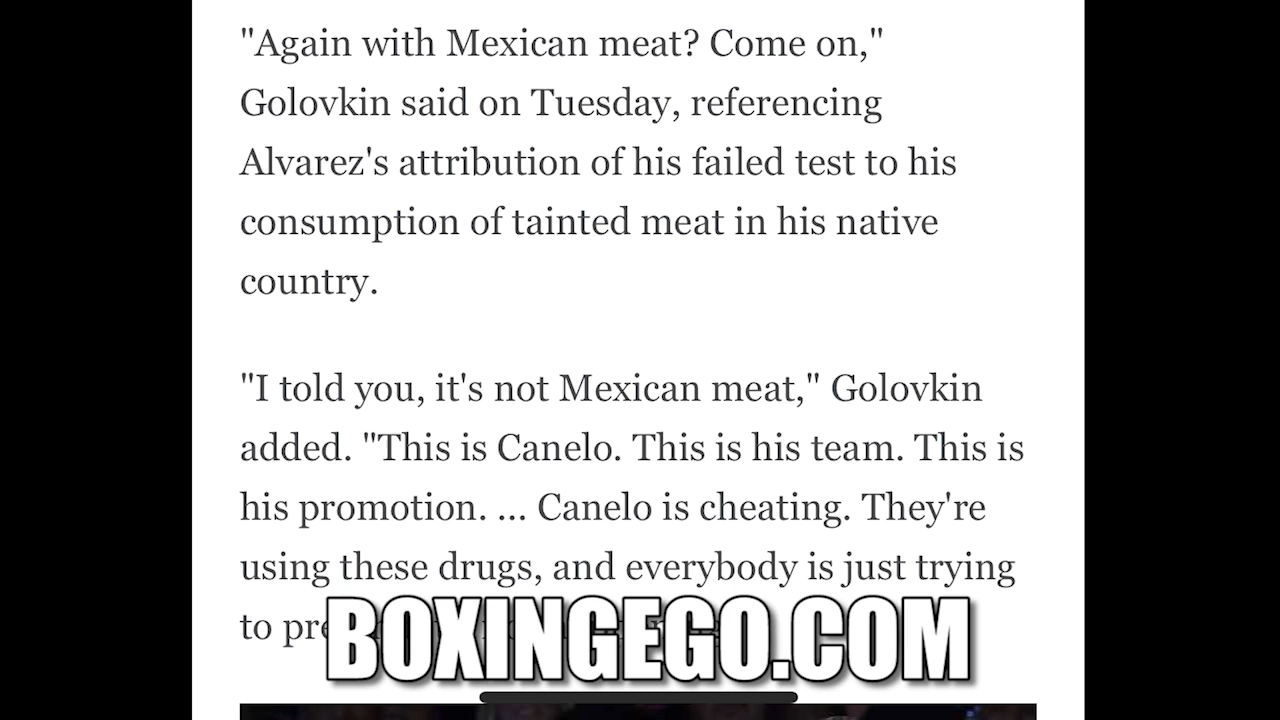 "Again with Mexican meat? Come on,"
Golovkin said on Tuesday, referencing
Alvarez's attribution of his failed test to his
consumption of tainted meat in his native
country.
"I told you, it's not Mexican meat," Golovkin
added. "This is Canelo. This is his team. This is
his promotion. ... Canelo is cheating. They're
using these drugs, and everybody is just trying
to
BOXINGEGO.COM